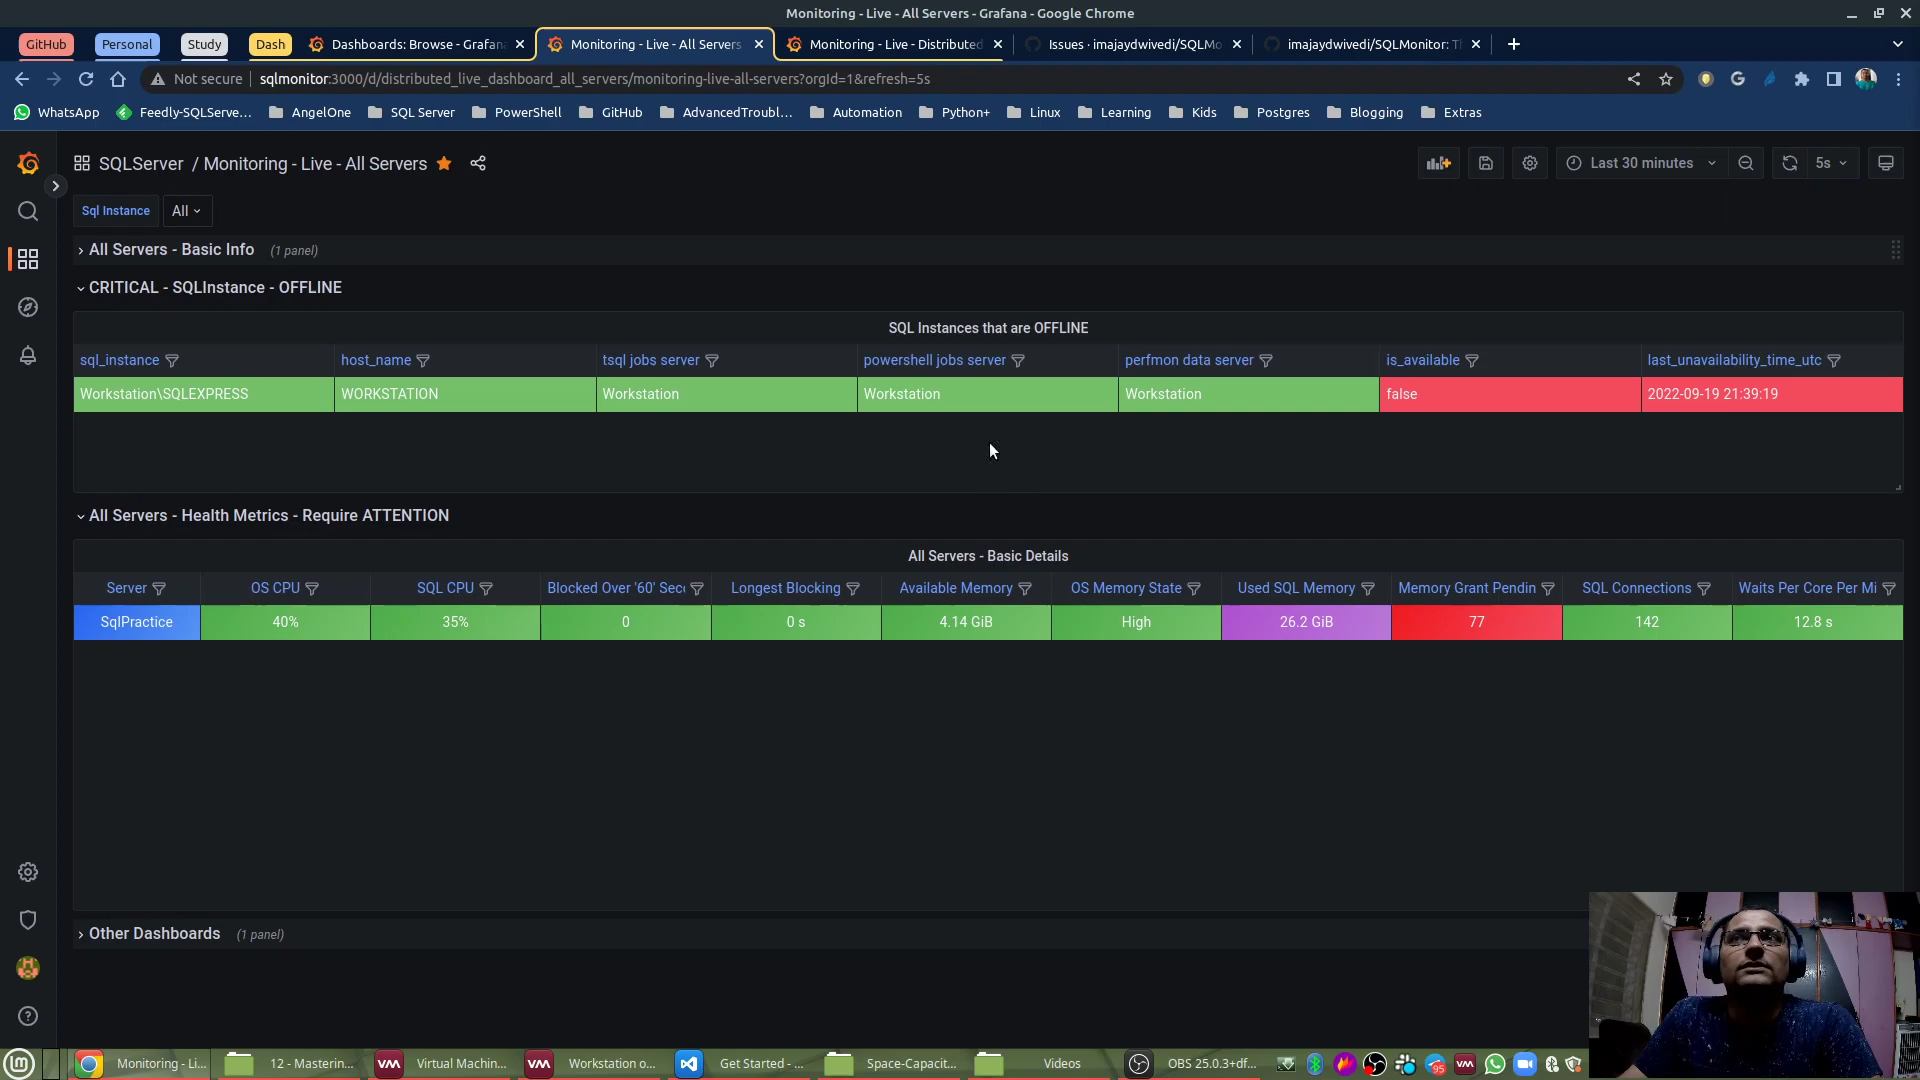 Monitoring - Live - All Servers - Grafana - Google Chrome
GitHub Personal Study Dash Dashboards: Browse - Grafana Monitoring - Live - All Servers Monitoring - Live - Distributed Issues · imajaydwivedi/SQLMo imajaydwivedi/SQLMonitor: T
Not secure sqlmonitor:3000/d/distributed_live_dashboard_all_servers/monitoring-live-all-servers?orgId=1&refresh=5s
WhatsApp Feedly-SQLServe... AngelOne SQL Server PowerShell GitHub AdvancedTroubl... Automation Python+ Linux Learning Kids Postgres Blogging Extras
SQLServer / Monitoring - Live - All Servers Last 30 minutes 5s
Sql Instance All
All Servers - Basic Info (1 panel)
CRITICAL - SQLInstance - OFFLINE
SQL Instances that are OFFLINE
sql_instance host_name tsql jobs server powershell jobs server perfmon data server is_available last_unavailability_time_utc
Workstation\SQLEXPRESS WORKSTATION Workstation Workstation Workstation false 2022-09-19 21:39:19
All Servers - Health Metrics - Require ATTENTION
All Servers - Basic Details
Server OS CPU SQL CPU Blocked Over '60' Sec Longest Blocking Available Memory OS Memory State Used SQL Memory Memory Grant Pendin SQL Connections Waits Per Core Per Mi
SqlPractice 40% 35% 0 0 s 4.14 GiB High 26.2 GiB 77 142 12.8 s
Other Dashboards (1 panel)
Monitoring - Li... 12 - Masterin... Virtual Machin... Workstation o... Get Started - ... Space-Capacit... Videos OBS 25.0.3+df... 95